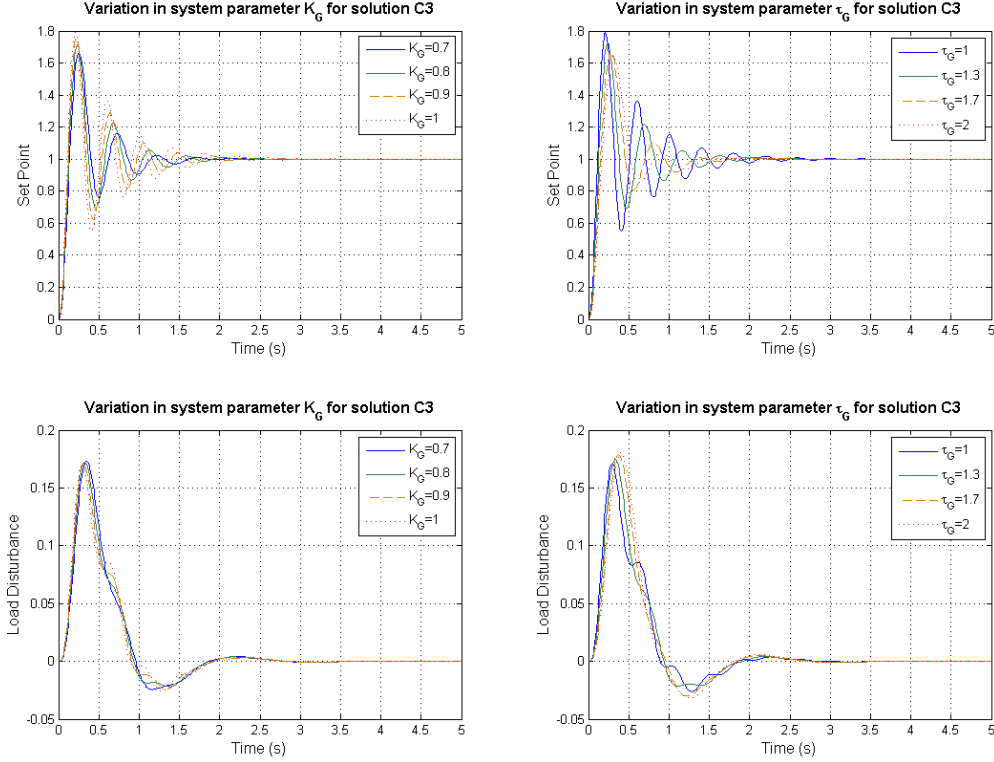 Variation in system parameter K_G for solution C3
Set Point
1.8
1.6
1.4
1.2
1
0.8
0.6
0.4
0.2
0
K_G=0.7
K_G=0.8
K_G=0.9
K_G=1
0 0.5 1 1.5 2 2.5 3 3.5 4 4.5 5
Time (s)
Variation in system parameter τ_G for solution C3
Set Point
1.8
1.6
1.4
1.2
1
0.8
0.6
0.4
0.2
0
τ_G=1
τ_G=1.3
τ_G=1.7
τ_G=2
0 0.5 1 1.5 2 2.5 3 3.5 4 4.5 5
Time (s)
Variation in system parameter K_G for solution C3
Load Disturbance
0.2
0.15
0.1
0.05
0
-0.05
K_G=0.7
K_G=0.8
K_G=0.9
K_G=1
0 0.5 1 1.5 2 2.5 3 3.5 4 4.5 5
Time (s)
Variation in system parameter τ_G for solution C3
Load Disturbance
0.2
0.15
0.1
0.05
0
-0.05
τ_G=1
τ_G=1.3
τ_G=1.7
τ_G=2
0 0.5 1 1.5 2 2.5 3 3.5 4 4.5 5
Time (s)